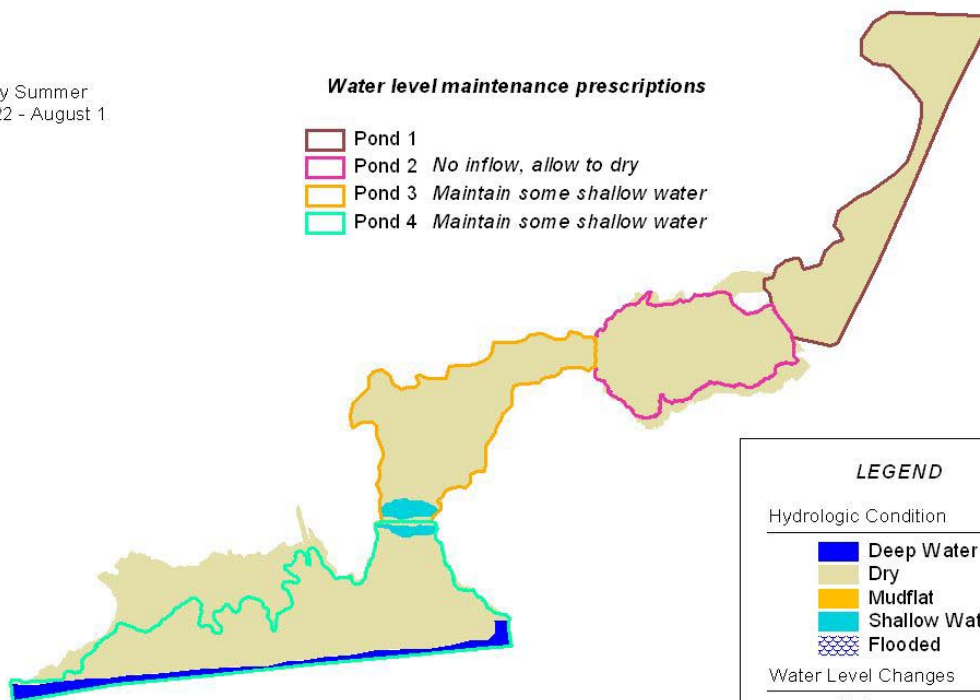 Summer
- August 1
Water level maintenance prescriptions
Pond 1
Pond 2 No inflow, allow to dry
Pond 3 Maintain some shallow water
Pond 4 Maintain some shallow water
LEGEND
Hydrologic Condition
Deep Water
Dry
Mudflat
Shallow
Flooded
Water Level Changes